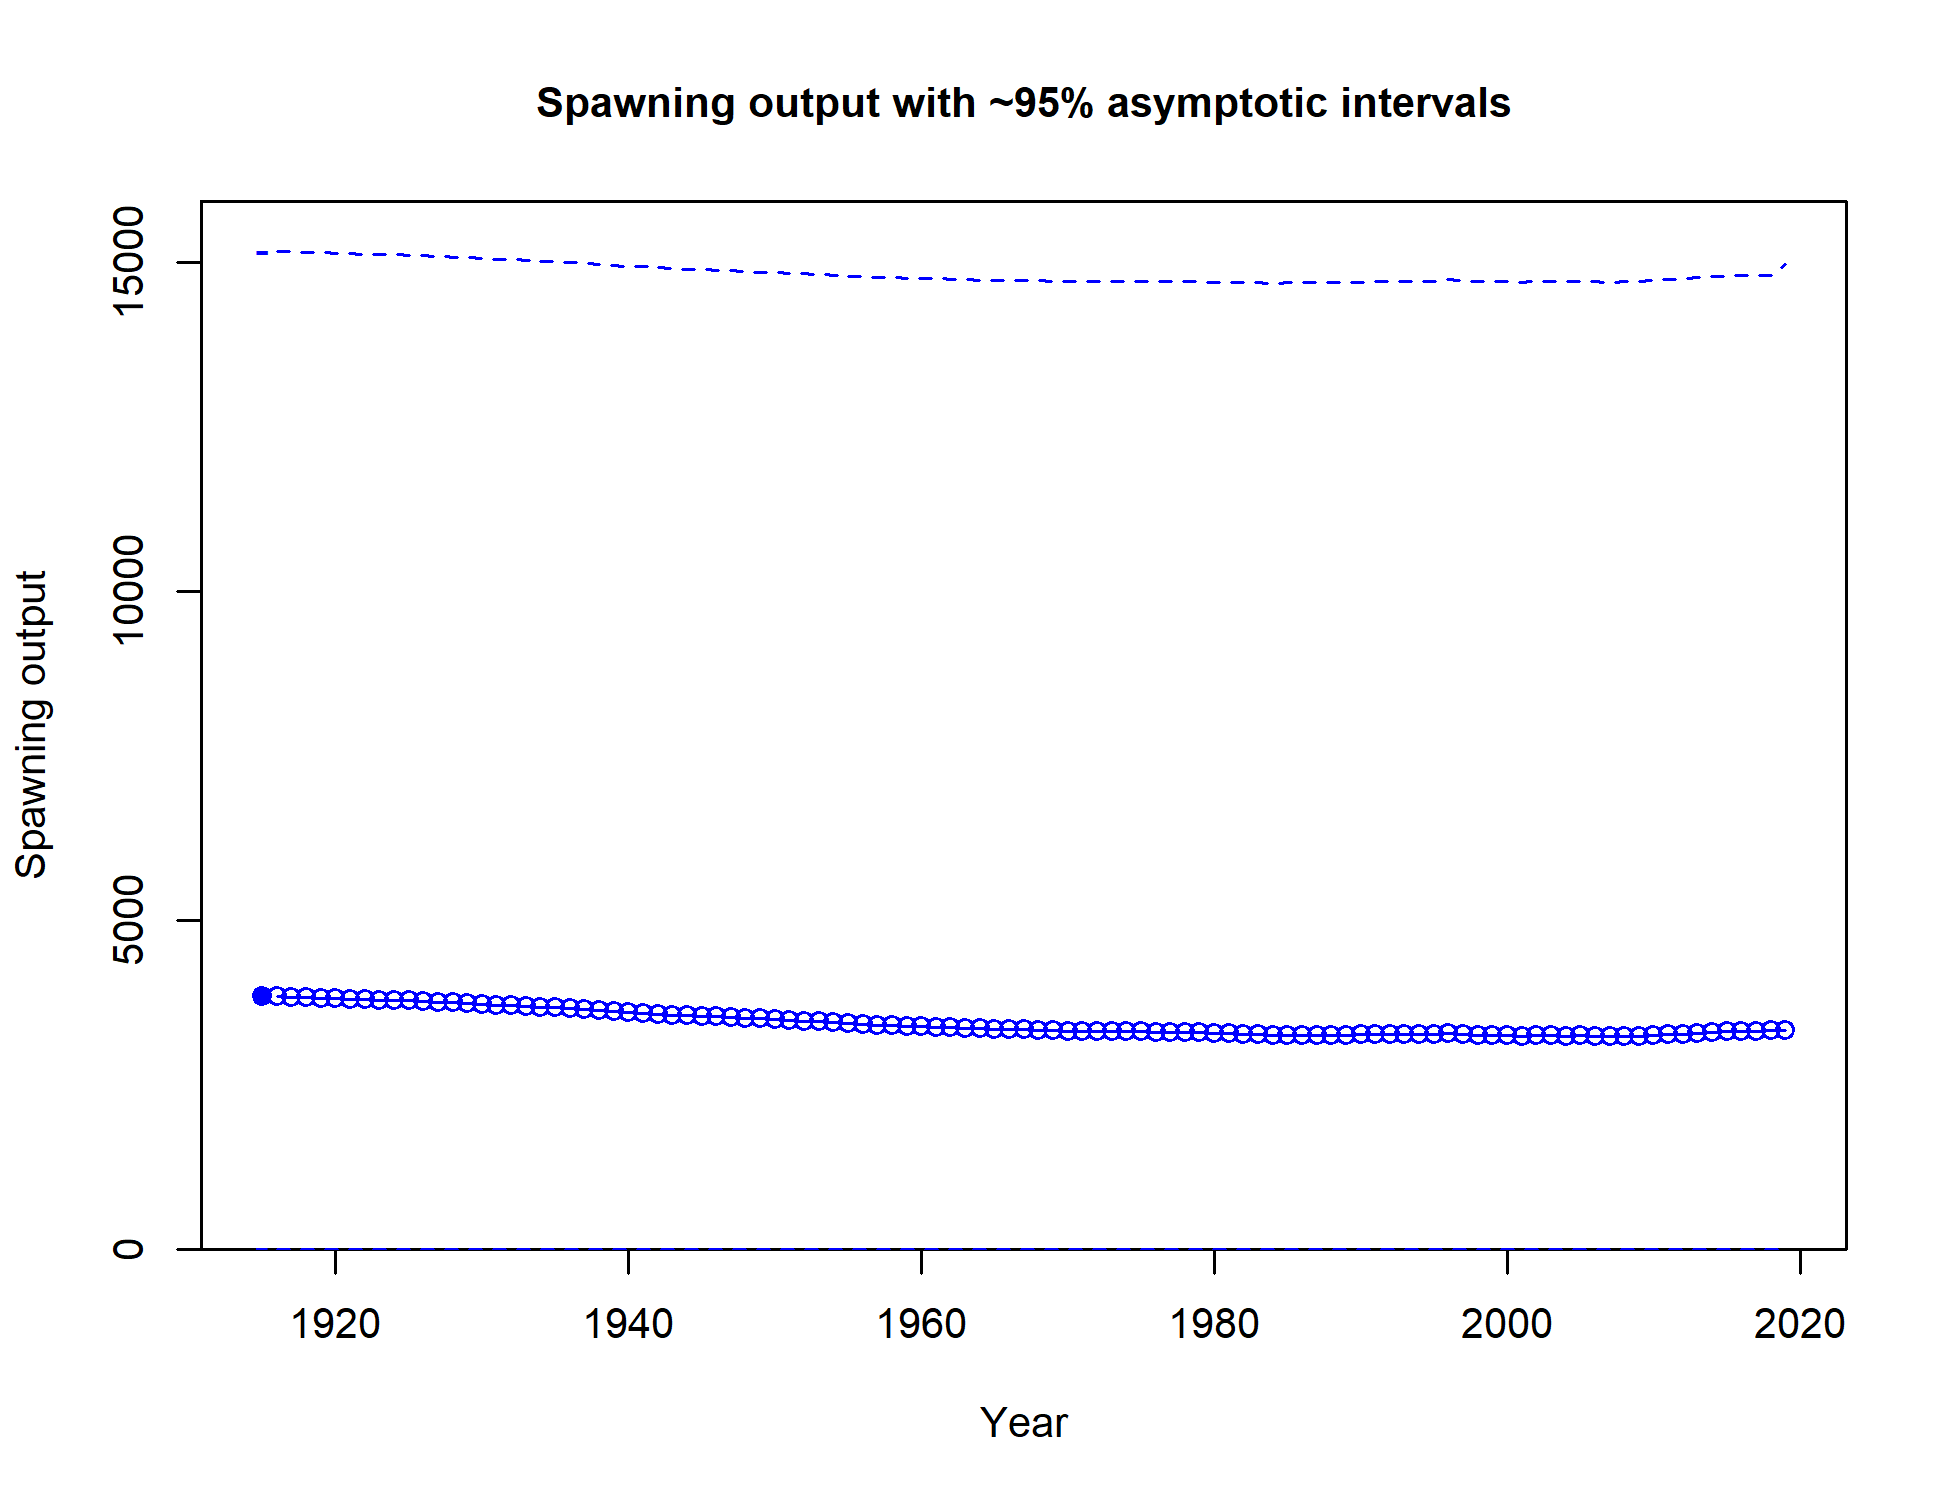 Spawning output with ~95% asymptotic intervals
Spawning output
15000
10000
5000
0
1920 1940 1960 1980 2000 2020
Year